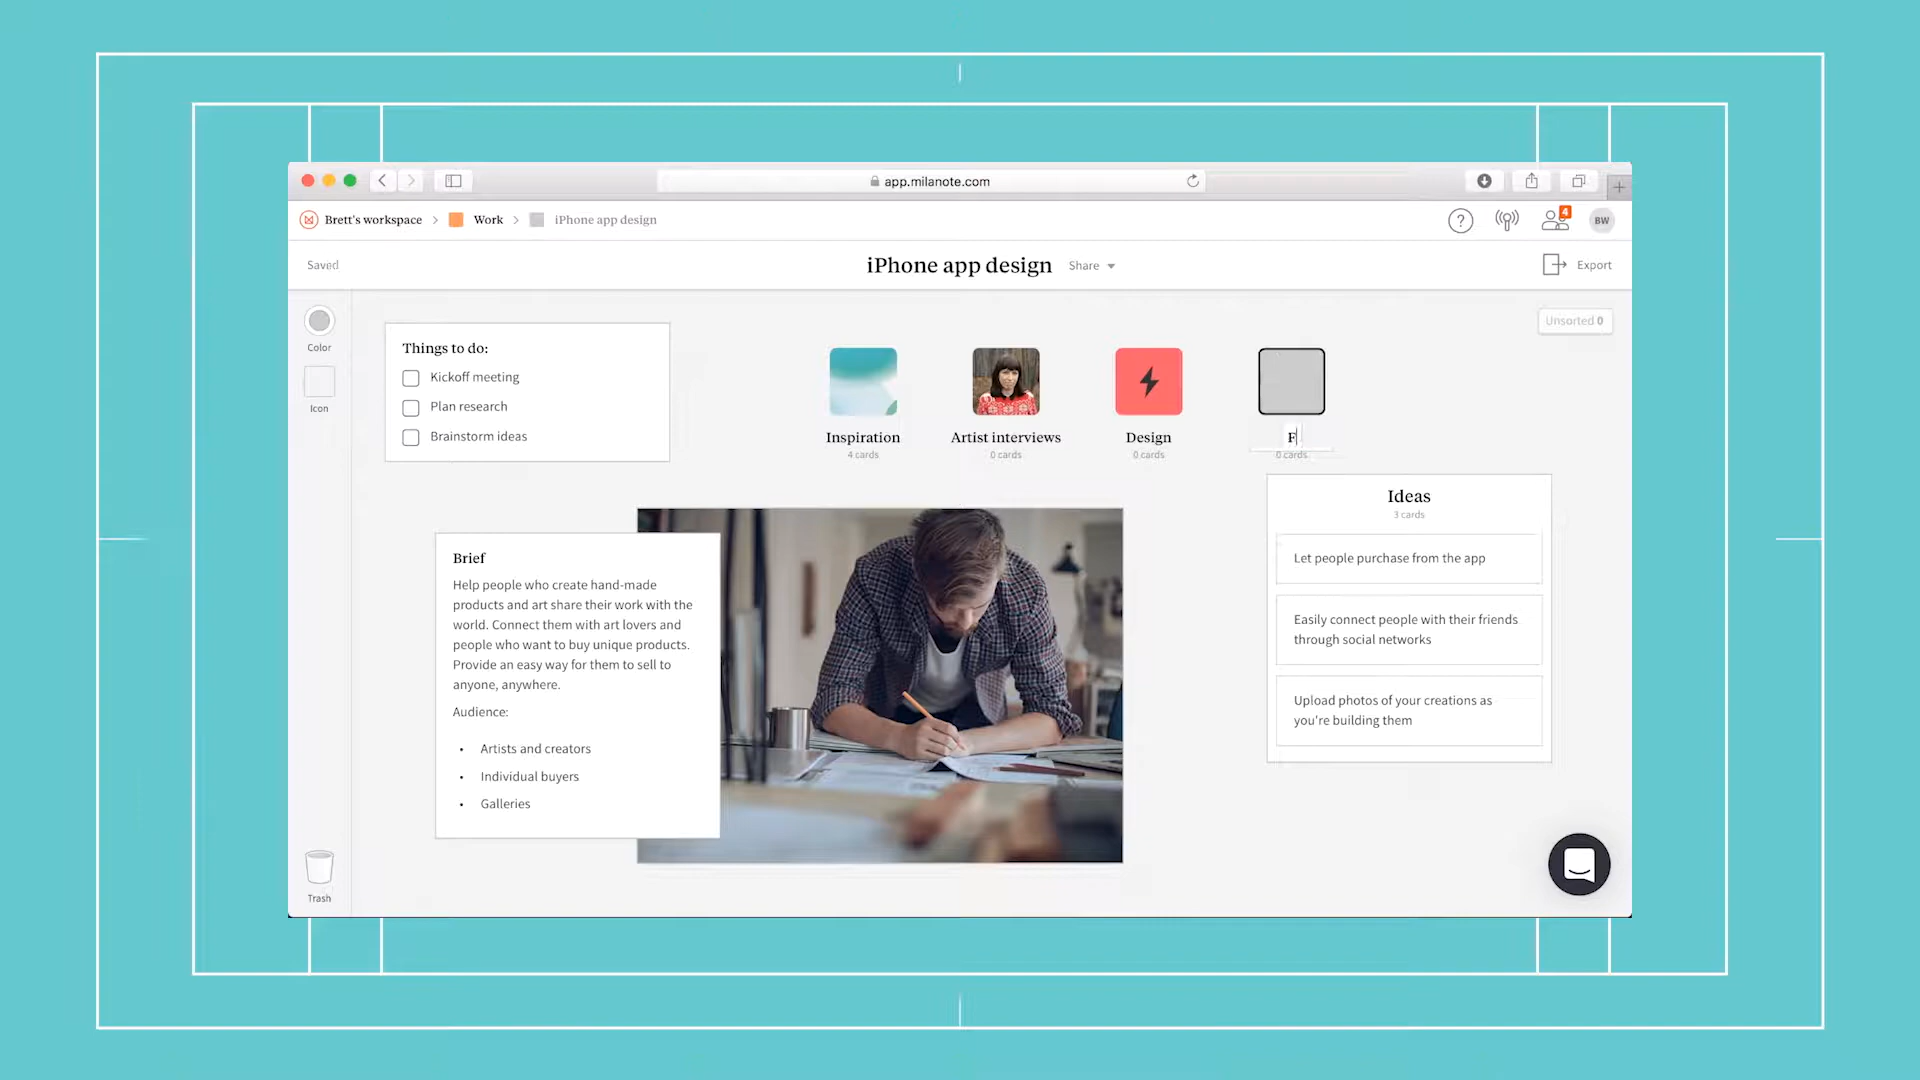 app.milanote.com
Brett's workspace > Work > iPhone app design
? 4 BW
Saved
iPhone app design
Share
Export
Color
Icon
Unsorted 0
Things to do:
Kickoff meeting
Plan research
Brainstorm ideas
Inspiration
4 cards
Artist interviews
0 cards
Design
0 cards
F
0 cards
Brief
Help people who create hand-made
products and art share their work with the
world. Connect them with art lovers and
people who want to buy unique products.
Provide an easy way for them to sell to
anyone, anywhere.
Audience:
• Artists and creators
• Individual buyers
• Galleries
Ideas
3 cards
Let people purchase from the app
Easily connect people with their friends
through social networks
Upload photos of your creations as
you're building them
Trash